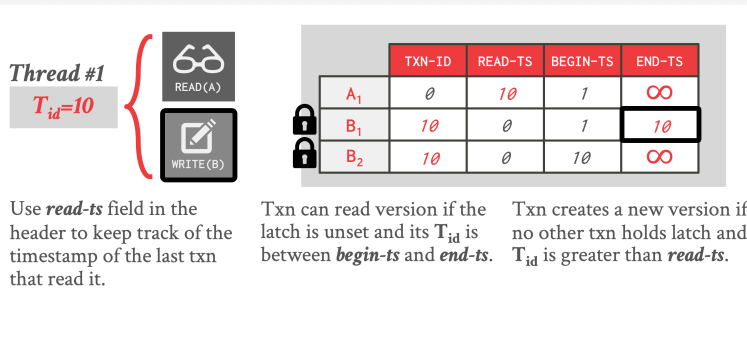 Thread #1
Tid=10
READ(A)
WRITE(B)
TXN-ID READ-TS BEGIN-TS END-TS
A1 0 10 1 ∞
B1 10 0 1 10
B2 10 0 10 ∞
Use read-ts field in the
header to keep track of the
timestamp of the last txn
that read it.
Txn can read version if the
latch is unset and its Tid is
between begin-ts and end-ts.
Txn creates a new version if
no other txn holds latch and
Tid is greater than read-ts.